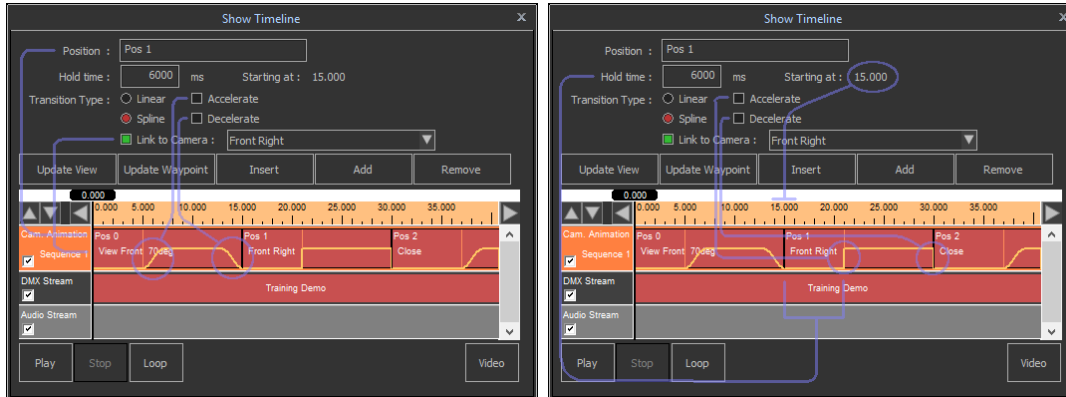 Show Timeline x
Position : Pos 1
Hold time : 6000 ms Starting at : 15.000
Transition Type : Linear Accelerate
Spline Decelerate
Link to Camera : Front Right
Update View Update Waypoint Insert Add Remove
0.000
0.000 5.000 10.000 15.000 20.000 25.000 30.000 35.000
Cam. Animation Pos 0 Pos 1 Pos 2
Sequence 1 View Front 70deg Front Right Close
DMX Stream
Training Demo
Audio Stream
Play Stop Loop Video
Show Timeline x
Position : Pos 1
Hold time : 6000 ms Starting at : 15.000
Transition Type : Linear Accelerate
Spline Decelerate
Link to Camera : Front Right
Update View Update Waypoint Insert Add Remove
0.000
0.000 5.000 10.000 15.000 20.000 25.000 30.000 35.000
Cam. Animation Pos 0 Pos 1 Pos 2
Sequence 1 View Front 70deg Front Right Close
DMX Stream
Training Demo
Audio Stream
Play Stop Loop Video